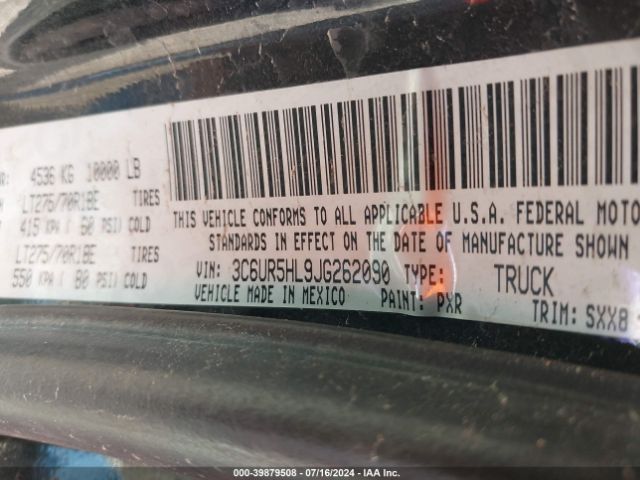 R: 4536 KG 10000 LB
LT275/70R18E TIRES
415 KPA ( 60 PSI) COLD
LT275/70R18E TIRES
550 KPA ( 80 PSI) COLD
THIS VEHICLE CONFORMS TO ALL APPLICABLE U.S.A. FEDERAL MOTO
STANDARDS IN EFFECT ON THE DATE OF MANUFACTURE SHOWN
VIN: 3C6UR5HL9JG262090 TYPE: TRUCK
VEHICLE MADE IN MEXICO PAINT: PXR TRIM: SXX8
000-39879508 - 07/16/2024 - IAA Inc.